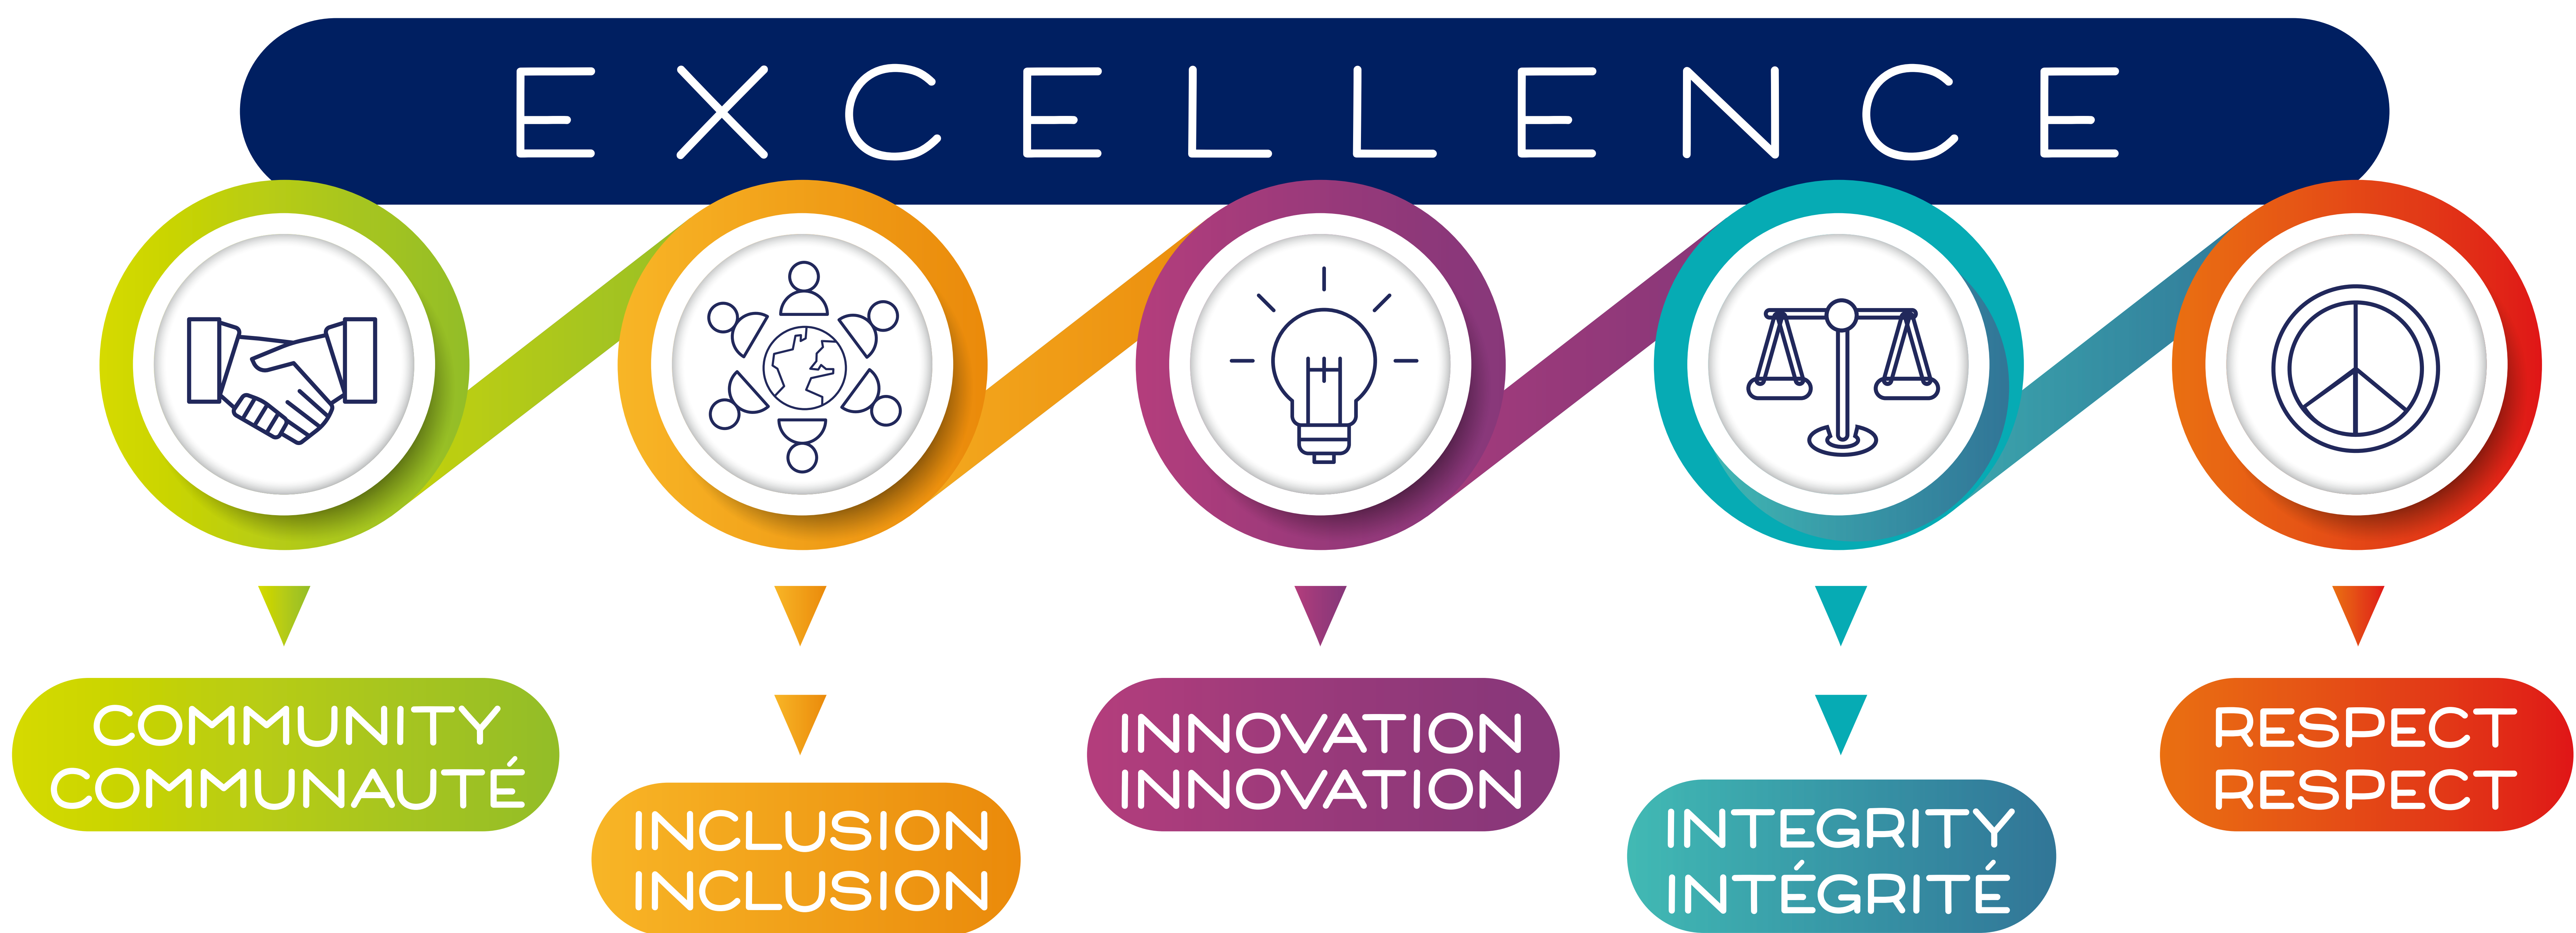 EXCELLENCE
COMMUNITY
COMMUNAUTÉ
INCLUSION
INCLUSION
INNOVATION
INNOVATION
INTEGRITY
INTÉGRITÉ
RESPECT
RESPECT